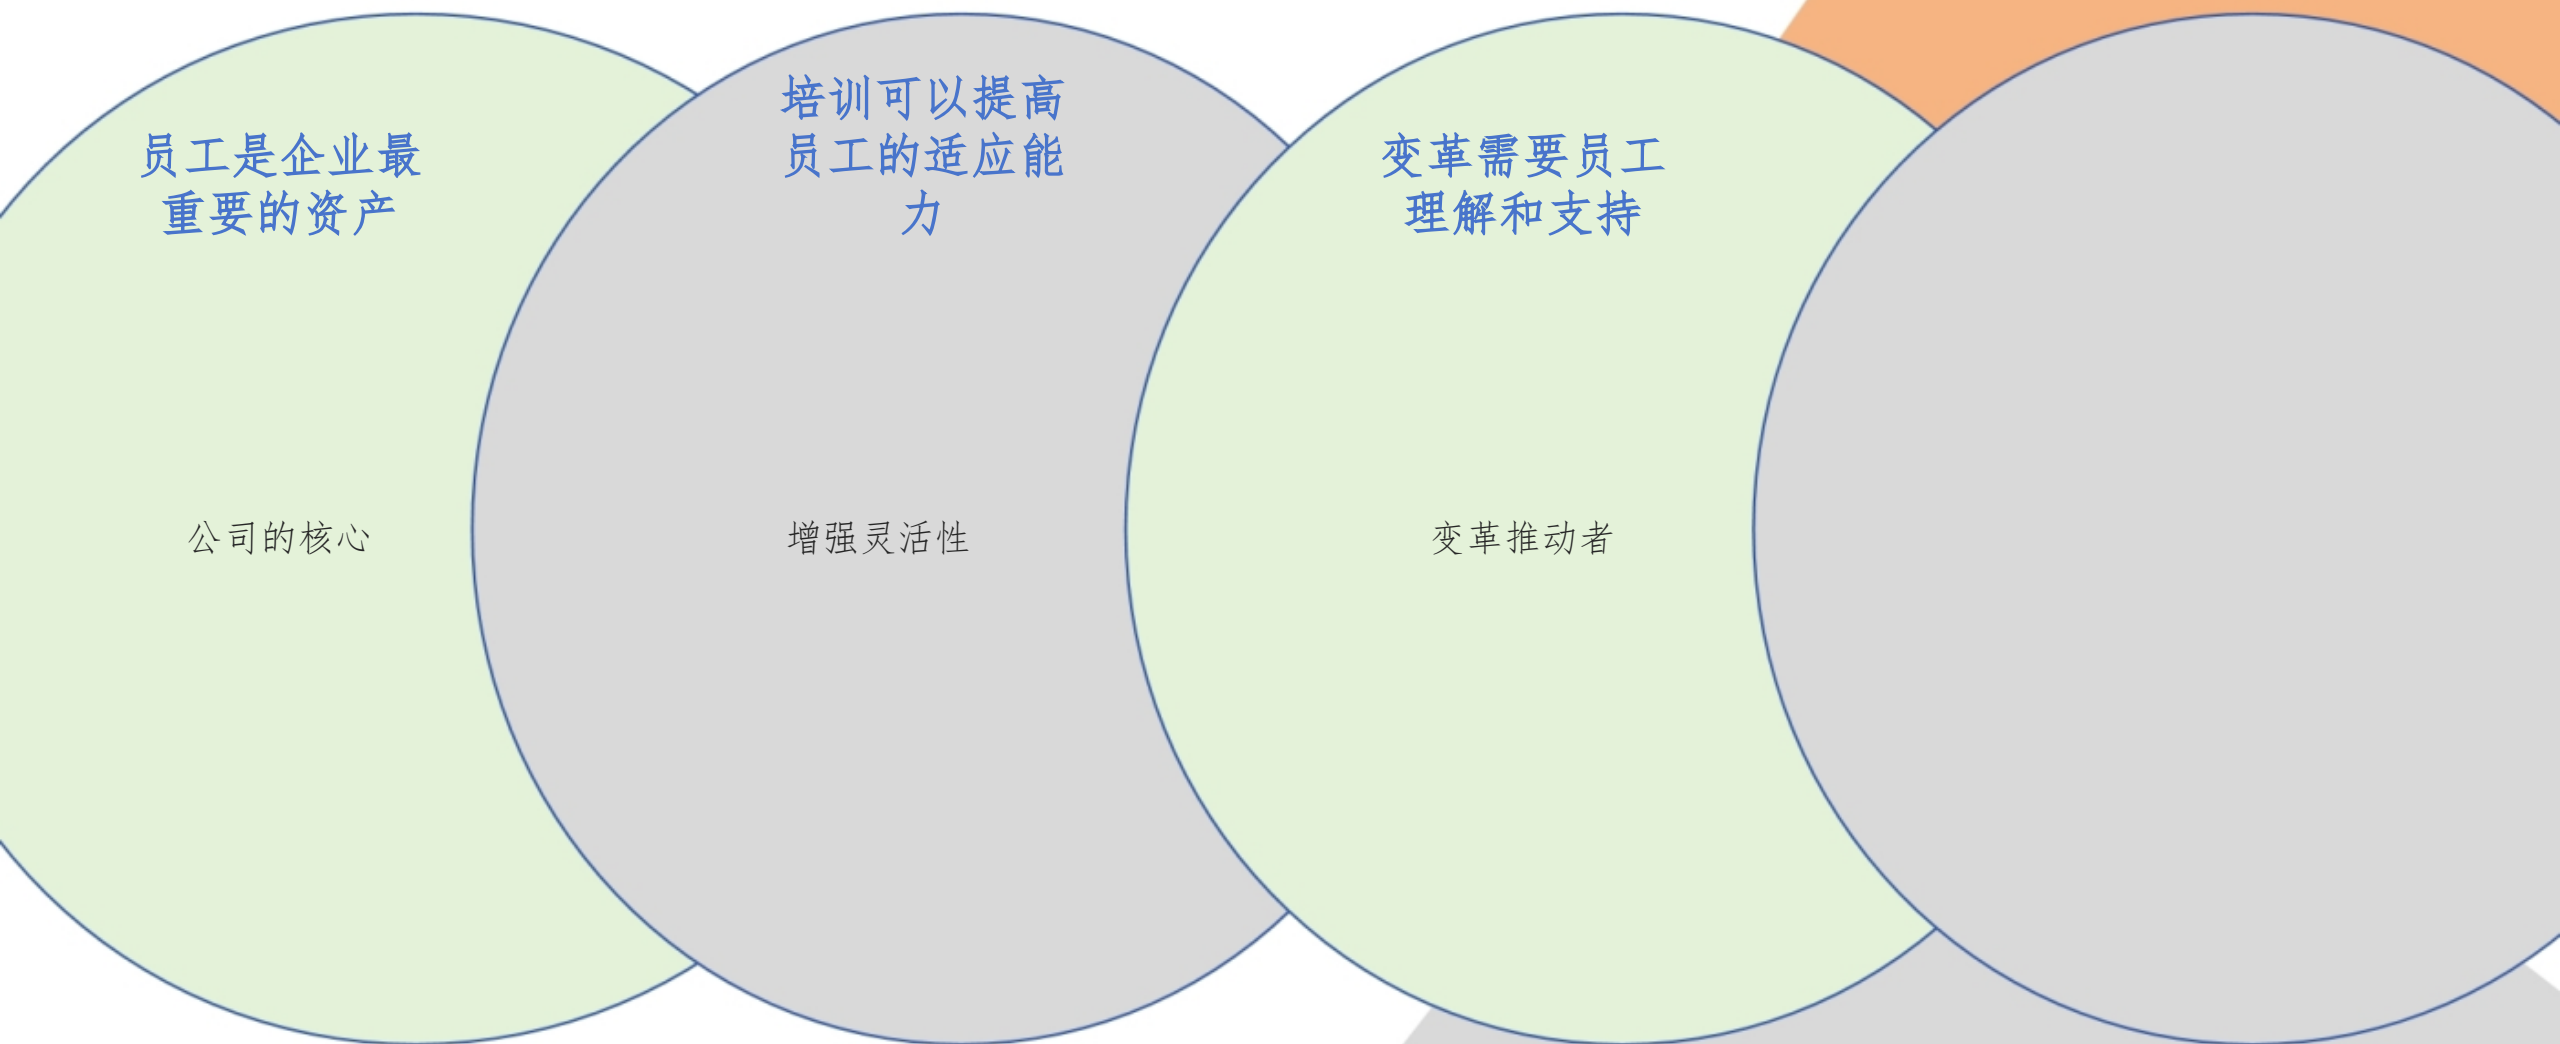 员工是企业最
重要的资产
公司的核心
培训可以提高
员工的适应能
力
增强灵活性
变革需要员工
理解和支持
变革推动者